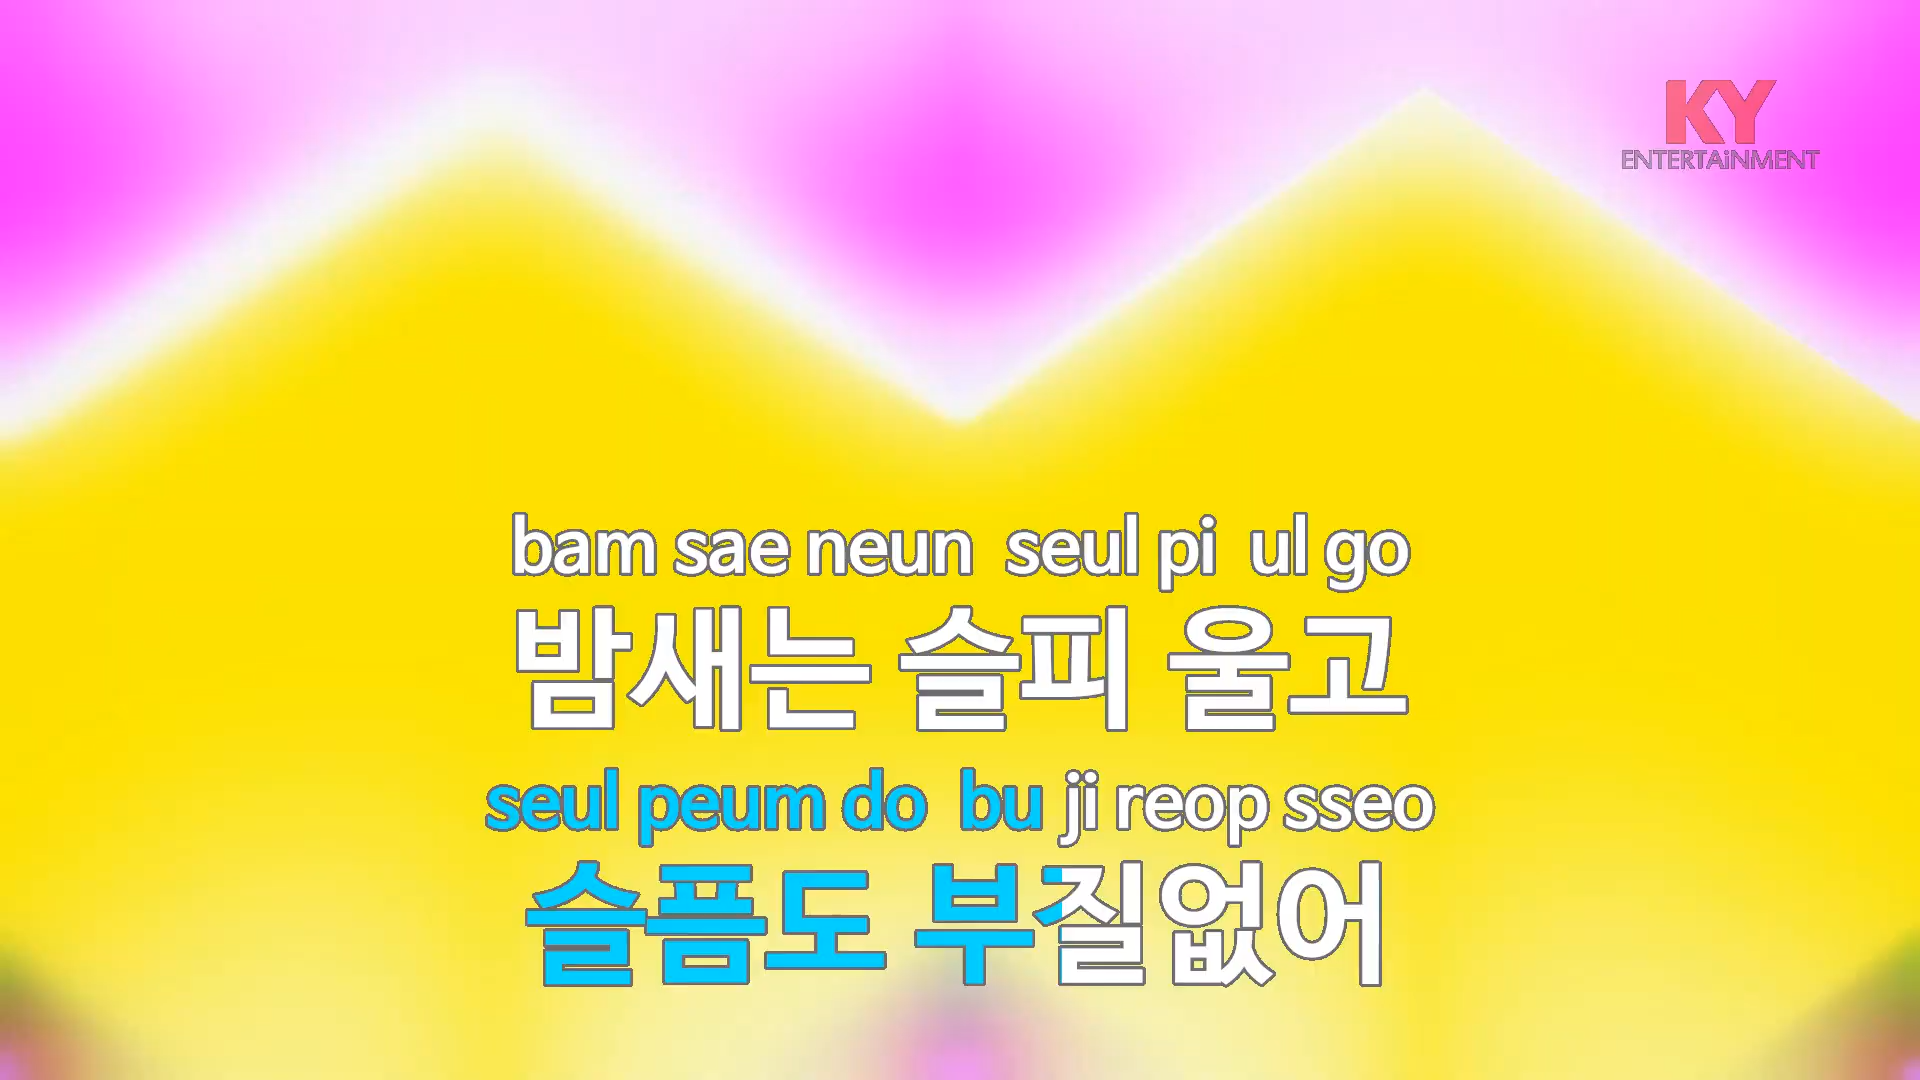 KY
ENTERTAiNMENT
bam sae neun seul pi ul go
밤새는 슬피 울고
seul peum do bu ji reop sseo
슬픔도 부질없어